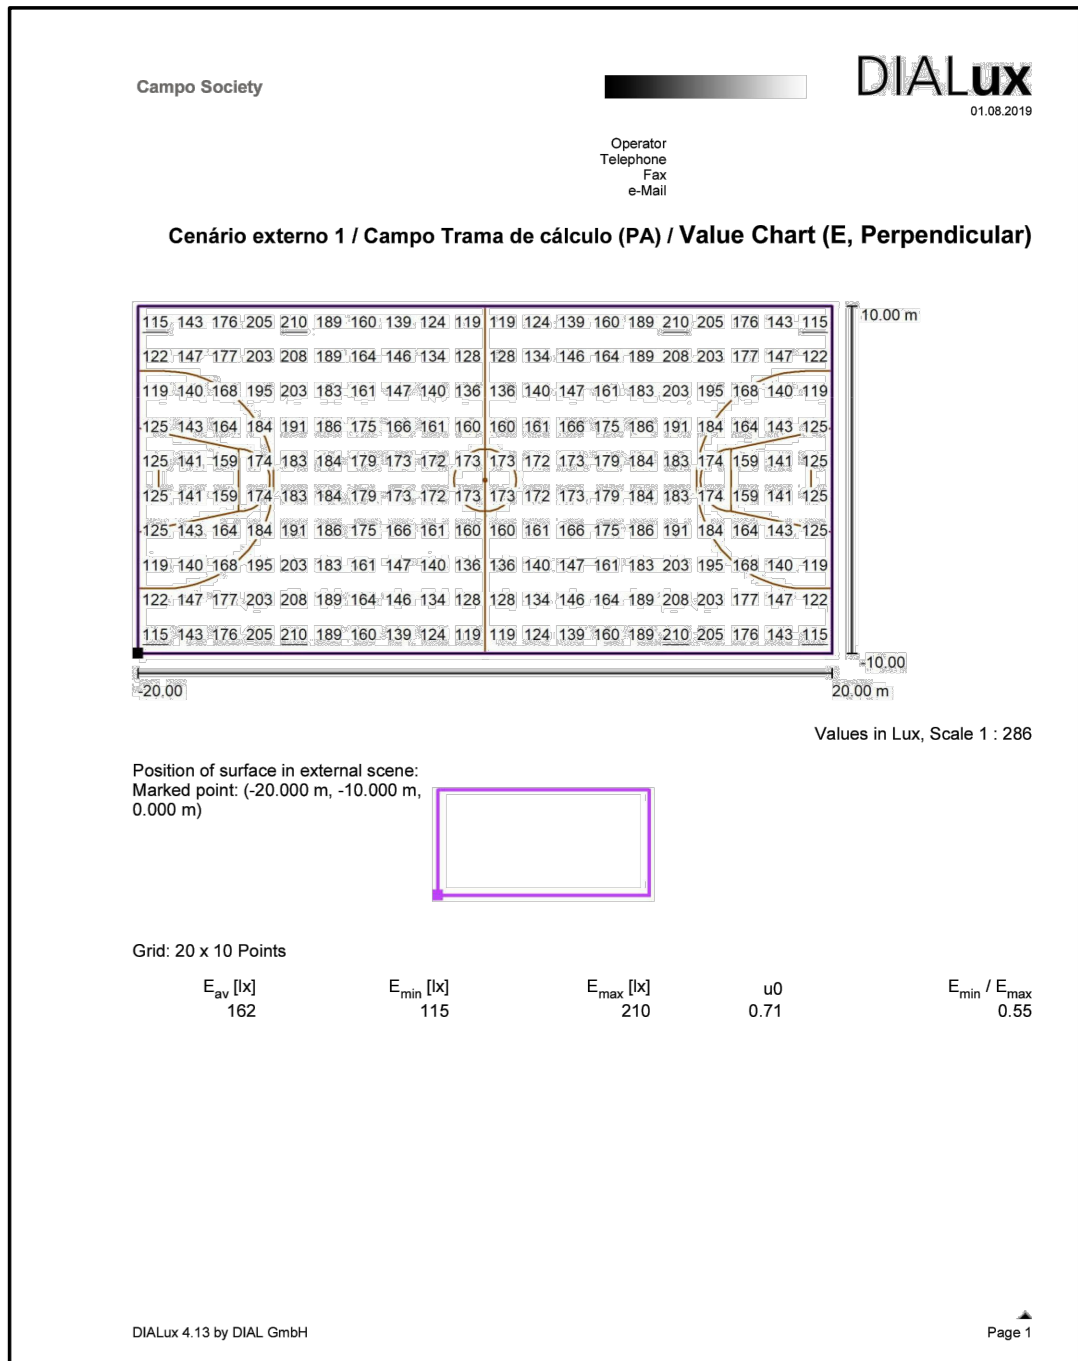 Campo Society
DIALux
01.08.2019
Operator
Telephone
Fax
e-Mail
Cenário externo 1 / Campo Trama de cálculo (PA) / Value Chart (E, Perpendicular)
115 143 176 205 210 189 160 139 124 119 119 124 139 160 189 210 205 176 143 115
10.00 m
122 147 177 203 208 189 164 146 134 128 128 134 146 164 189 208 203 177 147 122
119 140 168 195 203 183 161 147 140 136 136 140 147 161 183 203 195 168 140 119
125 143 164 184 191 186 175 166 161 160 160 161 166 175 186 191 184 164 143 125
125 141 159 174 183 184 179 173 172 173 173 172 173 179 184 183 174 159 141 125
125 141 159 174 183 184 179 173 172 173 173 172 173 179 184 183 174 159 141 125
125 143 164 184 191 186 175 166 161 160 160 161 166 175 186 191 184 164 143 125
119 140 168 195 203 183 161 147 140 136 136 140 147 161 183 203 195 168 140 119
122 147 177 203 208 189 164 146 134 128 128 134 146 164 189 208 203 177 147 122
115 143 176 205 210 189 160 139 124 119 119 124 139 160 189 210 205 176 143 115
-10.00
-20.00
20.00 m
Values in Lux, Scale 1 : 286
Position of surface in external scene:
Marked point: (-20.000 m, -10.000 m,
0.000 m)
Grid: 20 x 10 Points
Eav [lx] Emin [lx] Emax [lx] u0 Emin / Emax
162 115 210 0.71 0.55
DIALux 4.13 by DIAL GmbH
Page 1